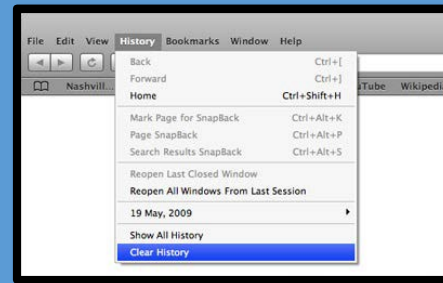 File Edit View History Bookmarks Window Help
Back Ctrl+[
Forward Ctrl+]
Home Ctrl+Shift+H
Nashvill... uTube Wikipedi
Mark Page for SnapBack Ctrl+Alt+K
Page SnapBack Ctrl+Alt+P
Search Results SnapBack Ctrl+Alt+S
Reopen Last Closed Window
Reopen All Windows From Last Session
19 May, 2009
Show All History
Clear History